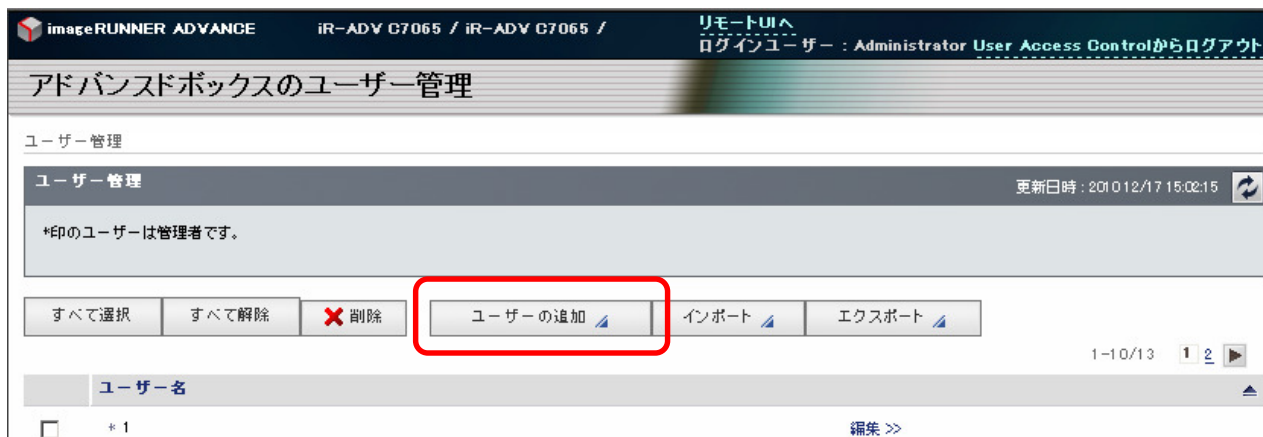 imageRUNNER ADVANCE iR-ADV C7065 / iR-ADV C7065 / リモートUIへ
ログインユーザー : Administrator User Access Controlからログアウト
アドバンスドボックスのユーザー管理
ユーザー管理
ユーザー管理 更新日時 : 2010 12/17 15:02:15
*印のユーザーは管理者です。
すべて選択 すべて解除 削除 ユーザーの追加 インポート エクスポート
1-10/13 1 2
ユーザー名
* 1 編集 >>